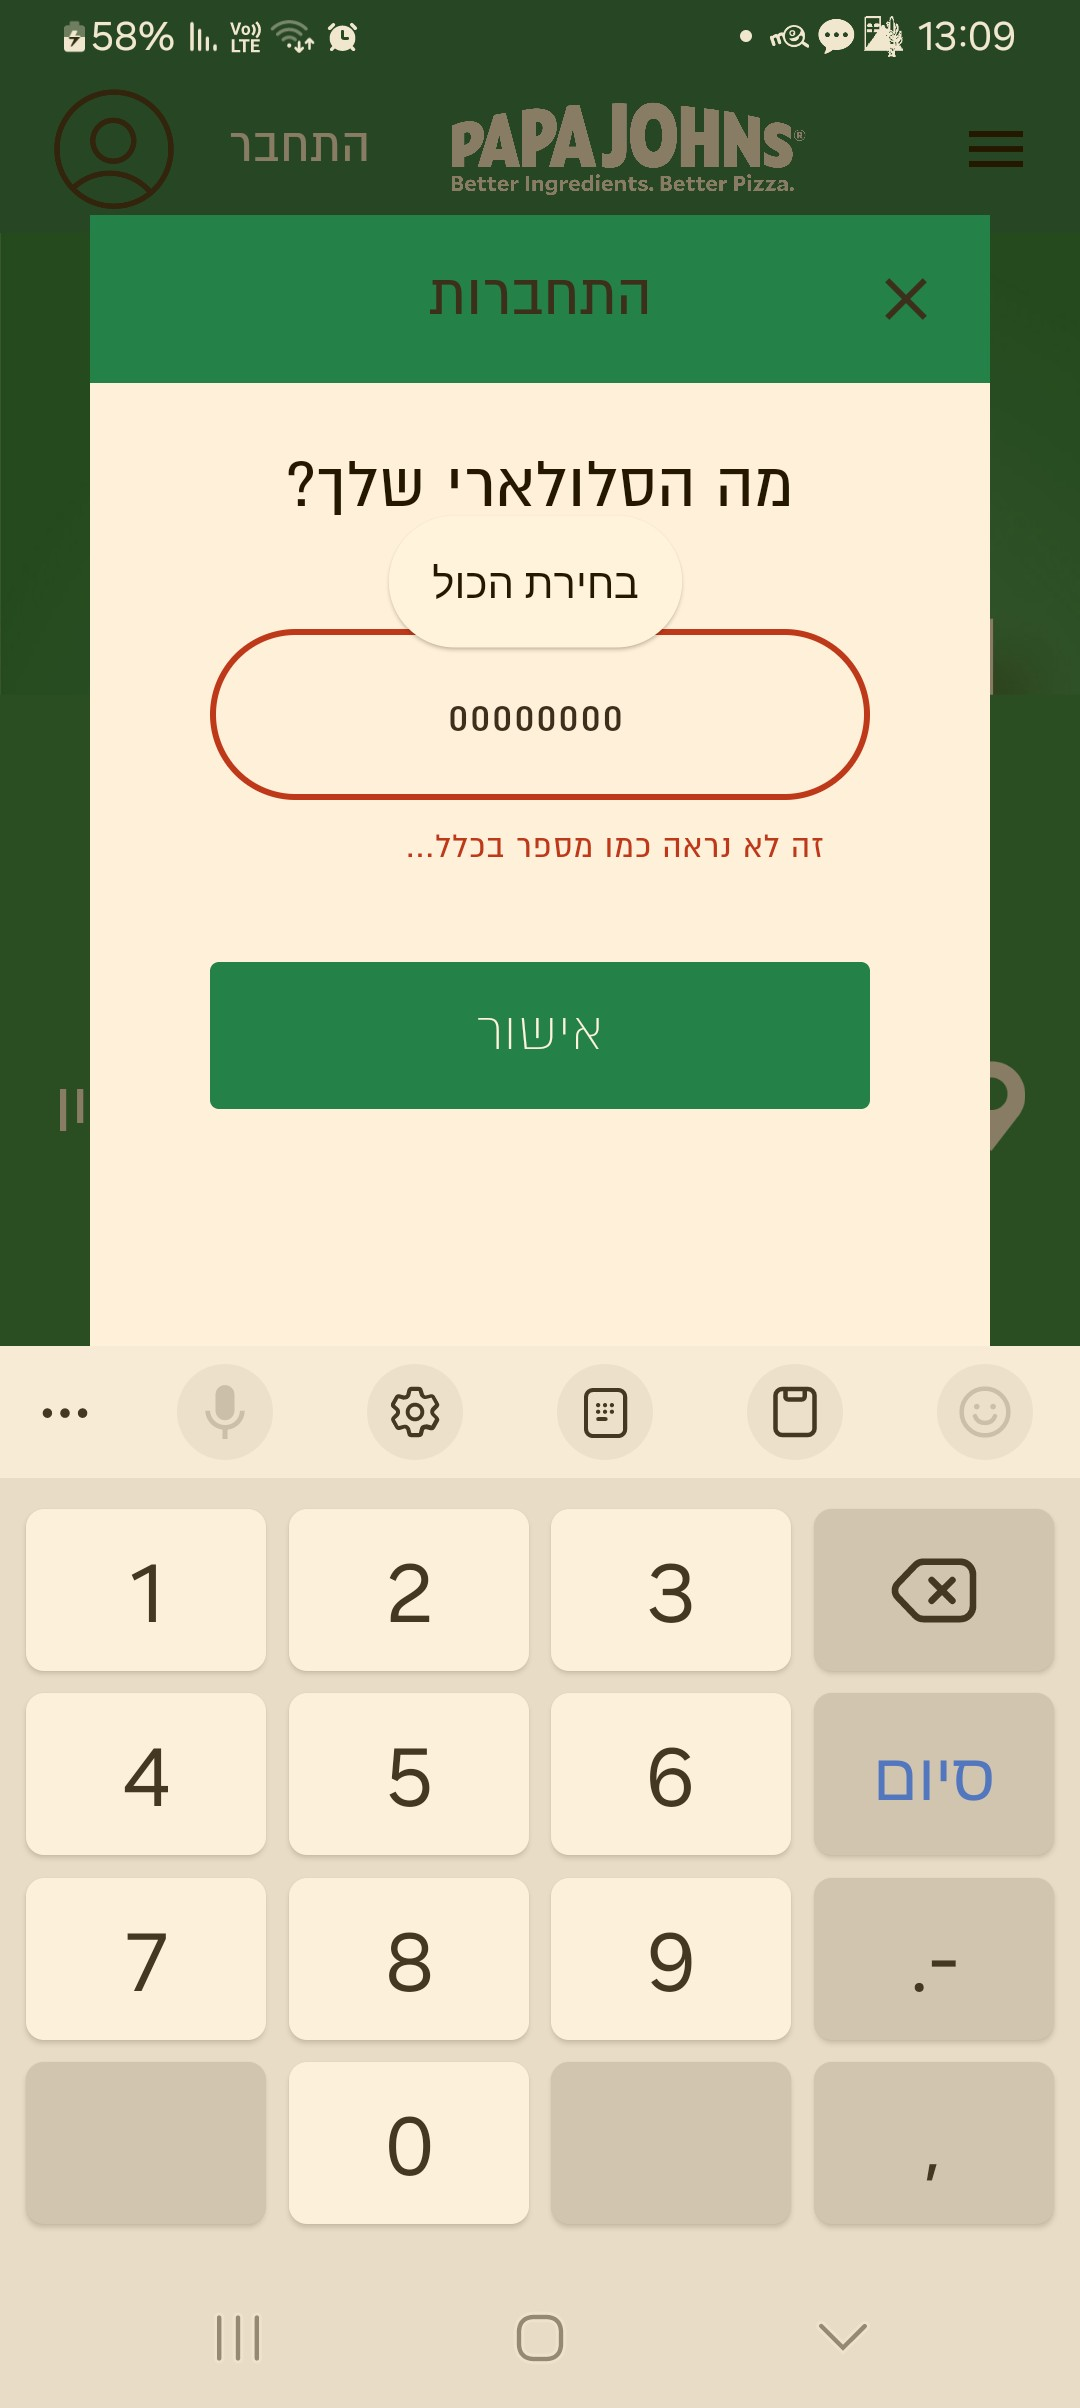 58% Vo)) LTE 13:09
PAPA JOHNS® התחבר
Better Ingredients. Better Pizza.
התחברות
מה הסלולארי שלך?
בחירת הכול
00000000
זה לא נראה כמו מספר בכלל...
אישור
1 2 3
4 5 6 סיום
7 8 9 .-
0 ,